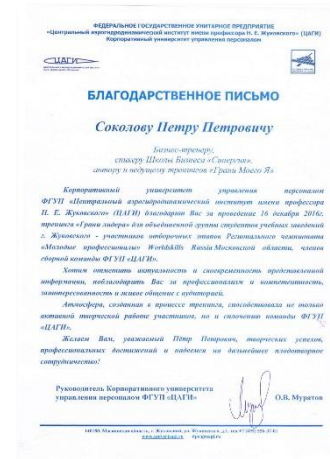 ФЕДЕРАЛЬНОЕ ГОСУДАРСТВЕННОЕ УНИТАРНОЕ ПРЕДПРИЯТИЕ
«Центральный аэрогидродинамический институт имени профессора Н. Е. Жуковского» (ЦАГИ)
Корпоративный университет управления персоналом
ЦАГИ
БЛАГОДАРСТВЕННОЕ ПИСЬМО
Соколову Петру Петровичу
Бизнес-тренеру,
спикеру Школы Бизнеса «Синергия»,
автору и ведущему тренингов «Грани Моего Я»
Корпоративный университет управления персоналом
ФГУП «Центральный аэрогидродинамический институт имени профессора
Н. Е. Жуковского» (ЦАГИ) благодарит Вас за проведение 16 декабря 2016г.
тренинга «Грани лидера» для объединенной группы студентов учебных заведений
г. Жуковского - участников отборочных этапов Регионального чемпионата
«Молодые профессионалы» Worldskills Russia Московской области, членов
сборной команды ФГУП «ЦАГИ».
Хотим отметить актуальность и своевременность представленной
информации, поблагодарить Вас за профессионализм и компетентность,
заинтересованность и живое общение с аудиторией.
Атмосфера, созданная в процессе тренинга, способствовала не только
активной творческой работе участников, но и сплочению команды ФГУП
«ЦАГИ».
Желаем Вам, уважаемый Пётр Петрович, творческих успехов,
профессиональных достижений и надеемся на дальнейшее плодотворное
сотрудничество!
Руководитель Корпоративного университета
управления персоналом ФГУП «ЦАГИ»
О.В. Муратов